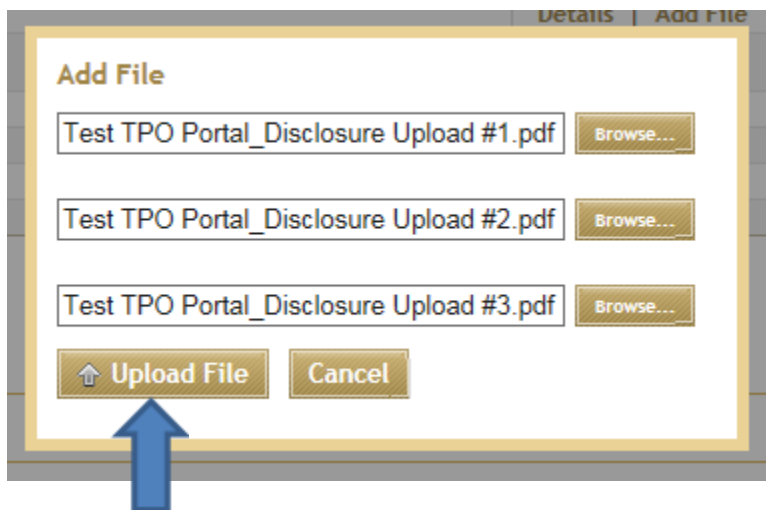 Details | Add File
Add File
Test TPO Portal_Disclosure Upload #1.pdf Browse...
Test TPO Portal_Disclosure Upload #2.pdf Browse...
Test TPO Portal_Disclosure Upload #3.pdf Browse...
Upload File Cancel